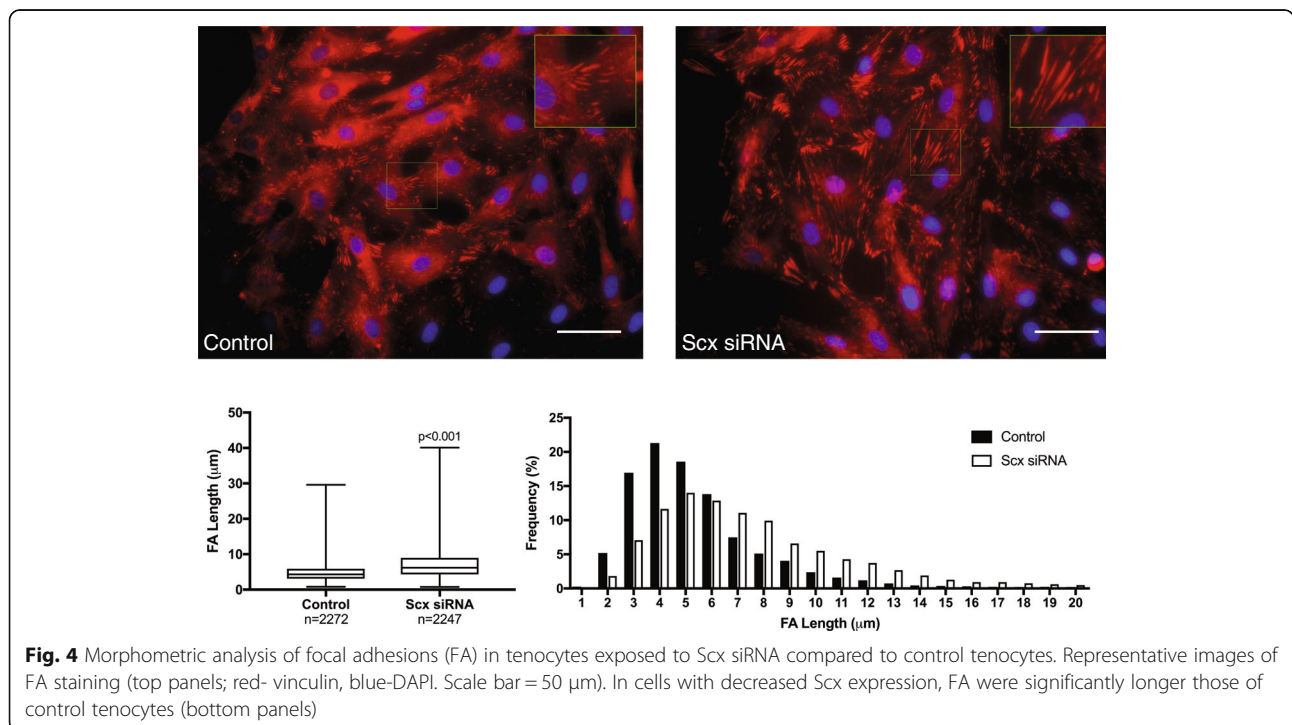 Control
Scx siRNA
50
40
30
20
10
0
FA Length (μm)
p<0.001
Control
n=2272
Scx siRNA
n=2247
25
20
15
10
5
0
Frequency (%)
Control
Scx siRNA
1 2 3 4 5 6 7 8 9 10 11 12 13 14 15 16 17 18 19 20
FA Length (μm)
Fig. 4 Morphometric analysis of focal adhesions (FA) in tenocytes exposed to Scx siRNA compared to control tenocytes. Representative images of
FA staining (top panels; red- vinculin, blue-DAPI. Scale bar = 50 μm). In cells with decreased Scx expression, FA were significantly longer those of
control tenocytes (bottom panels)